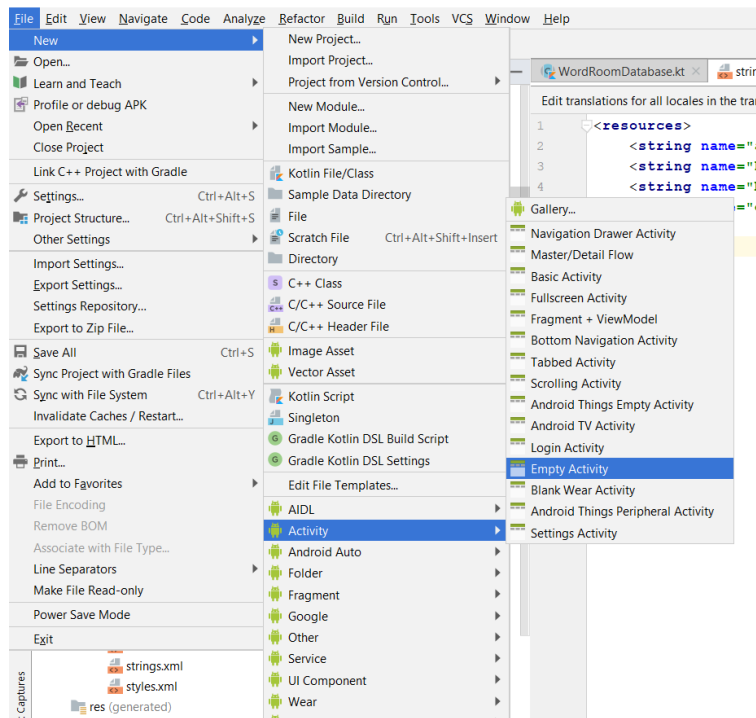 File Edit View Navigate Code Analyze Refactor Build Run Tools VCS Window Help
New
Open...
Learn and Teach
Profile or debug APK
Open Recent
Close Project
Link C++ Project with Gradle
Settings... Ctrl+Alt+S
Project Structure... Ctrl+Alt+Shift+S
Other Settings
Import Settings...
Export Settings...
Settings Repository...
Export to Zip File...
Save All Ctrl+S
Sync Project with Gradle Files
Sync with File System Ctrl+Alt+Y
Invalidate Caches / Restart...
Export to HTML...
Print...
Add to Favorites
File Encoding
Remove BOM
Associate with File Type...
Line Separators
Make File Read-only
Power Save Mode
Exit
strings.xml
styles.xml
res (generated)
Captures
New Project...
Import Project...
Project from Version Control...
New Module...
Import Module...
Import Sample...
Kotlin File/Class
Sample Data Directory
File
Scratch File Ctrl+Alt+Shift+Insert
Directory
S C++ Class
C++ C/C++ Source File
H C/C++ Header File
Image Asset
Vector Asset
Kotlin Script
Singleton
G Gradle Kotlin DSL Build Script
G Gradle Kotlin DSL Settings
Edit File Templates...
AIDL
Activity
Android Auto
Folder
Fragment
Google
Other
Service
UI Component
Wear
WordRoomDatabase.kt
Edit translations for all locales in the
1 <resources>
2 <string name="
3 <string name="
4 <string name="
Gallery...
Navigation Drawer Activity
Master/Detail Flow
Basic Activity
Fullscreen Activity
Fragment + ViewModel
Bottom Navigation Activity
Tabbed Activity
Scrolling Activity
Android Things Empty Activity
Android TV Activity
Login Activity
Empty Activity
Blank Wear Activity
Android Things Peripheral Activity
Settings Activity